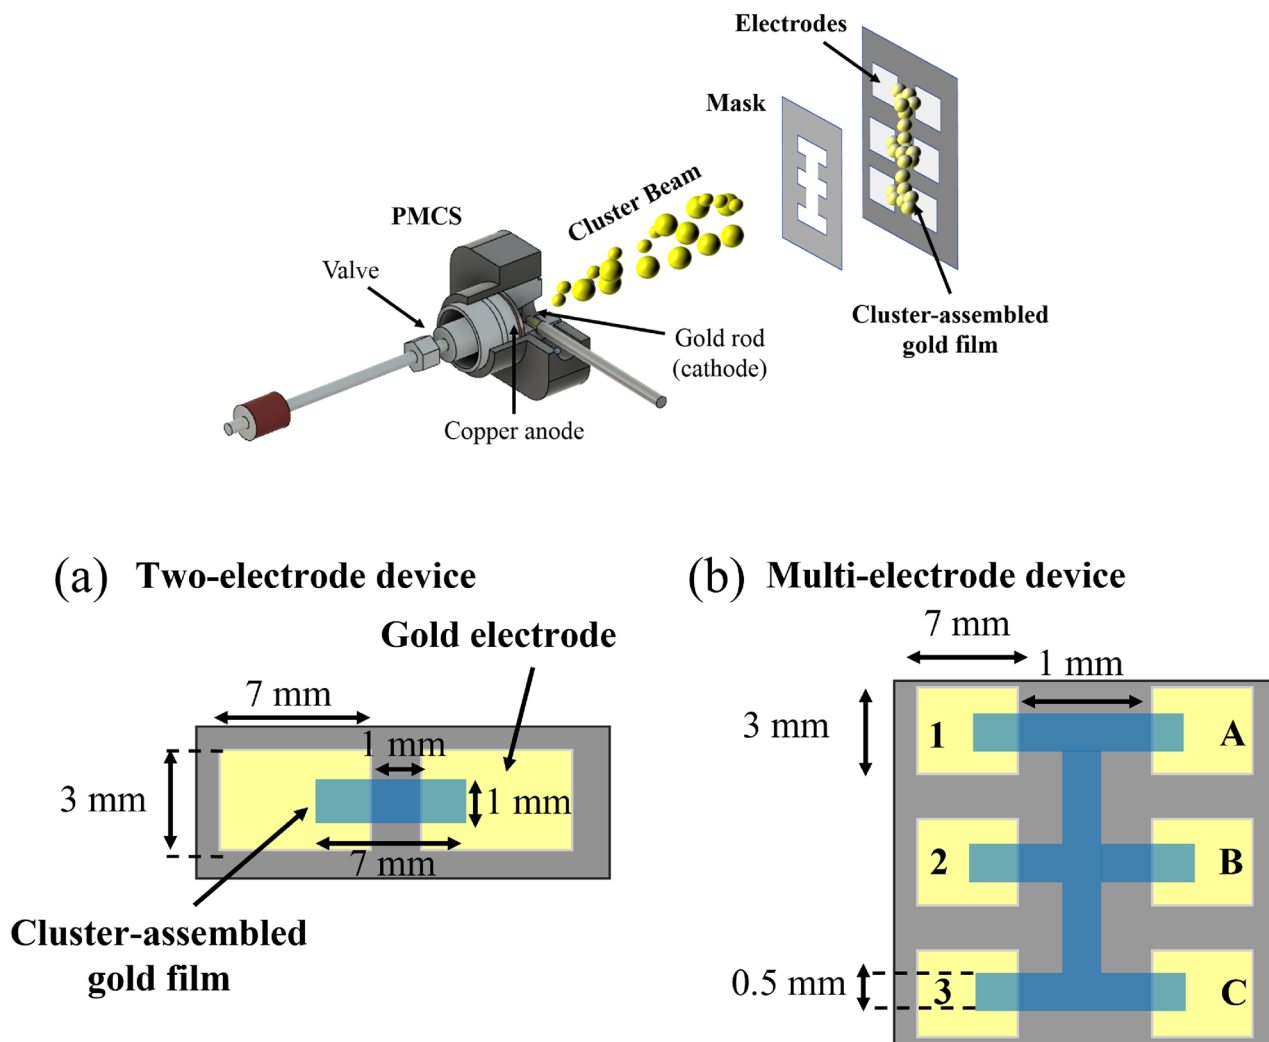 Electrodes
Mask
Cluster Beam
PMCS
Valve
Gold rod
(cathode)
Cluster-assembled
gold film
Copper anode
(a) Two-electrode device
Gold electrode
7 mm
1 mm
3 mm
1 mm
7 mm
Cluster-assembled
gold film
(b) Multi-electrode device
7 mm
1 mm
3 mm
1 A
2 B
0.5 mm
3 C